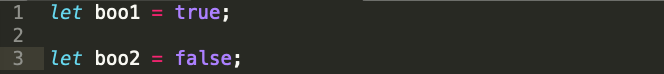 1 let boo1 = true;
2
3 let boo2 = false;